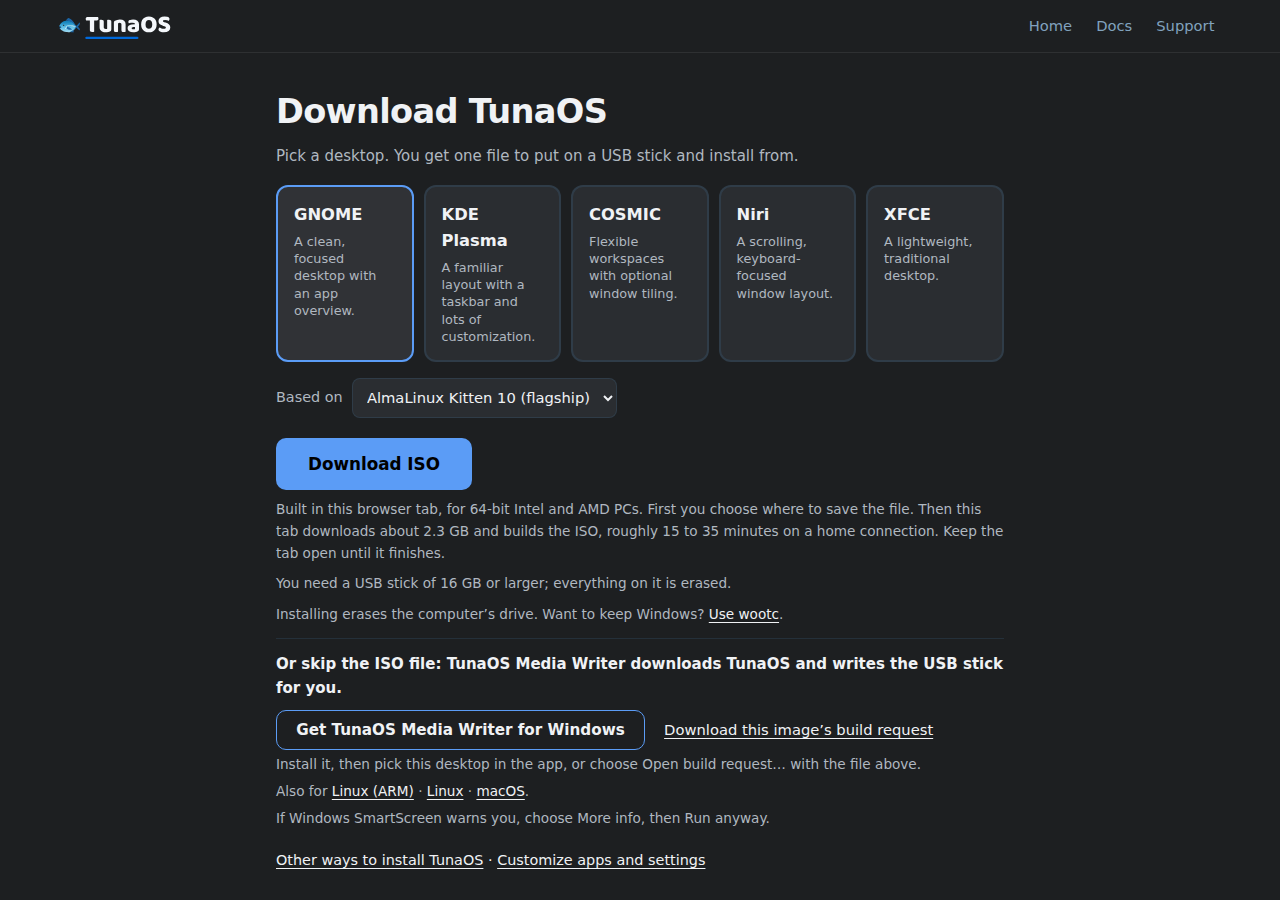 TunaOS
Home
Docs
Support
Download TunaOS
Pick a desktop. You get one file to put on a USB stick and install from.
GNOME
A clean,
focused
desktop with
an app
overview.
KDE
Plasma
A familiar
layout with a
taskbar and
lots of
customization.
COSMIC
Flexible
workspaces
with optional
window tiling.
Niri
A scrolling,
keyboard-
focused
window layout.
XFCE
A lightweight,
traditional
desktop.
Based on
AlmaLinux Kitten 10 (flagship)
Download ISO
Built in this browser tab, for 64-bit Intel and AMD PCs. First you choose where to save the file. Then this
tab downloads about 2.3 GB and builds the ISO, roughly 15 to 35 minutes on a home connection. Keep the
tab open until it finishes.
You need a USB stick of 16 GB or larger; everything on it is erased.
Installing erases the computer’s drive. Want to keep Windows? Use wootc.
Or skip the ISO file: TunaOS Media Writer downloads TunaOS and writes the USB stick
for you.
Get TunaOS Media Writer for Windows
Download this image’s build request
Install it, then pick this desktop in the app, or choose Open build request… with the file above.
Also for Linux (ARM) · Linux · macOS.
If Windows SmartScreen warns you, choose More info, then Run anyway.
Other ways to install TunaOS · Customize apps and settings